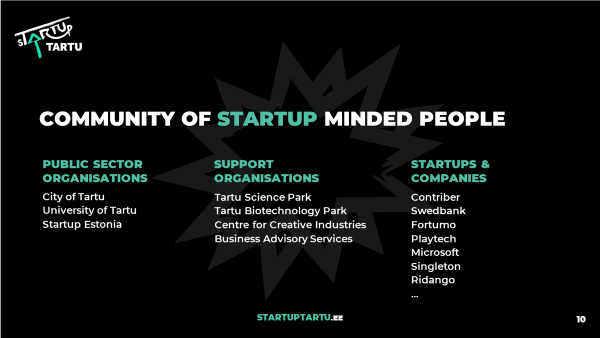 STARTUP
TARTU
COMMUNITY OF STARTUP MINDED PEOPLE
PUBLIC SECTOR
ORGANISATIONS
City of Tartu
University of Tartu
Startup Estonia
SUPPORT
ORGANISATIONS
Tartu Science Park
Tartu Biotechnology Park
Centre for Creative Industries
Business Advisory Services
STARTUPS &
COMPANIES
Contriber
Swedbank
Fortumo
Playtech
Microsoft
Singleton
Ridango
...
STARTUPTARTU.EE
10